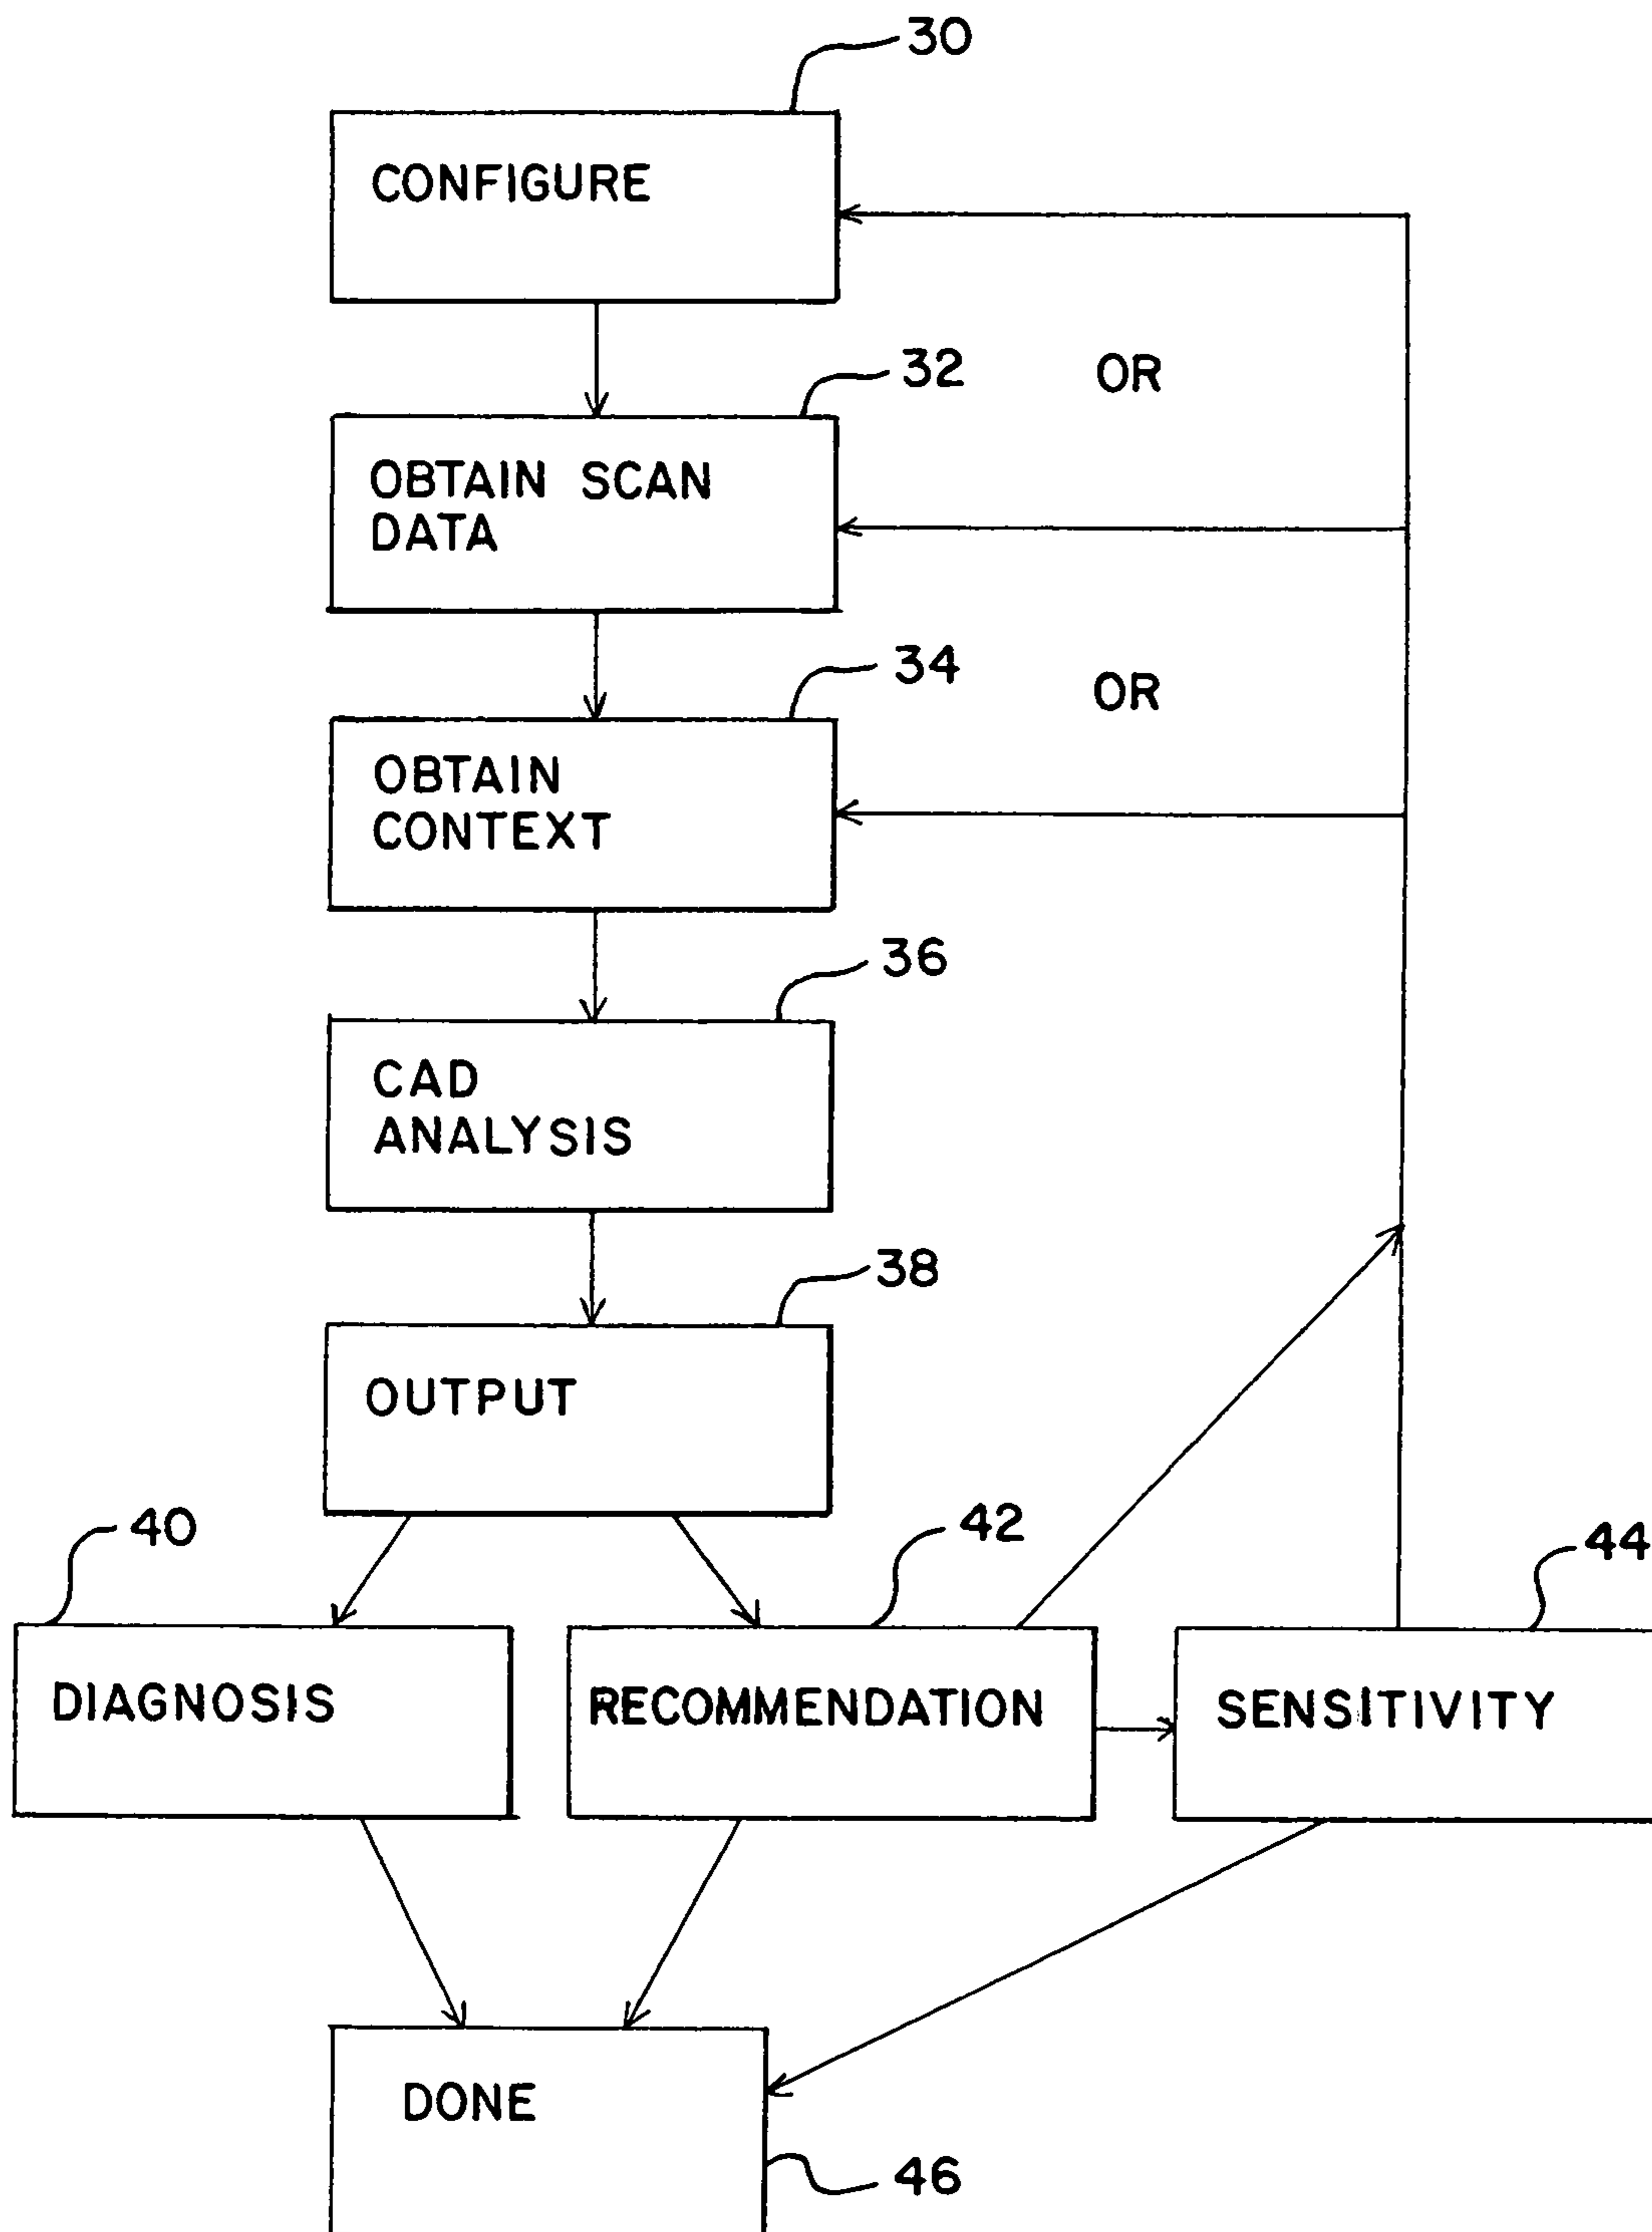 30
CONFIGURE
32
OR
OBTAIN SCAN
DATA
34
OR
OBTAIN
CONTEXT
36
CAD
ANALYSIS
38
OUTPUT
40
42
44
DIAGNOSIS
RECOMMENDATION
SENSITIVITY
DONE
46